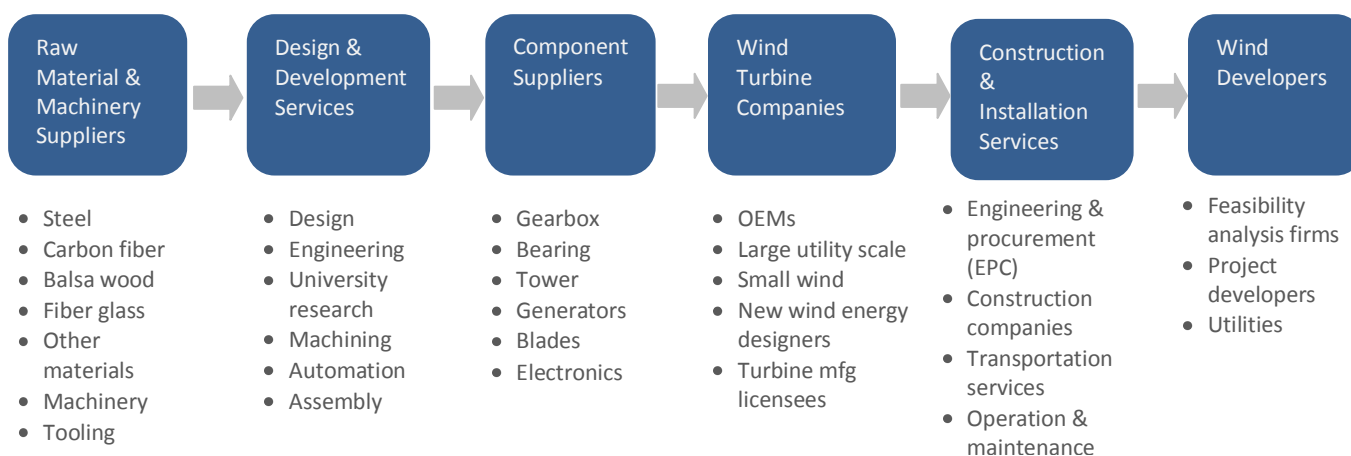 Raw
Material &
Machinery
Suppliers
Design &
Development
Services
Component
Suppliers
Wind
Turbine
Companies
Construction
&
Installation
Services
Wind
Developers
• Steel
• Carbon fiber
• Balsa wood
• Fiber glass
• Other
materials
• Machinery
• Tooling
• Design
• Engineering
• University
research
• Machining
• Automation
• Assembly
• Gearbox
• Bearing
• Tower
• Generators
• Blades
• Electronics
• OEMs
• Large utility scale
• Small wind
• New wind energy
designers
• Turbine mfg
licensees
• Engineering &
procurement
(EPC)
• Construction
companies
• Transportation
services
• Operation &
maintenance
• Feasibility
analysis firms
• Project
developers
• Utilities